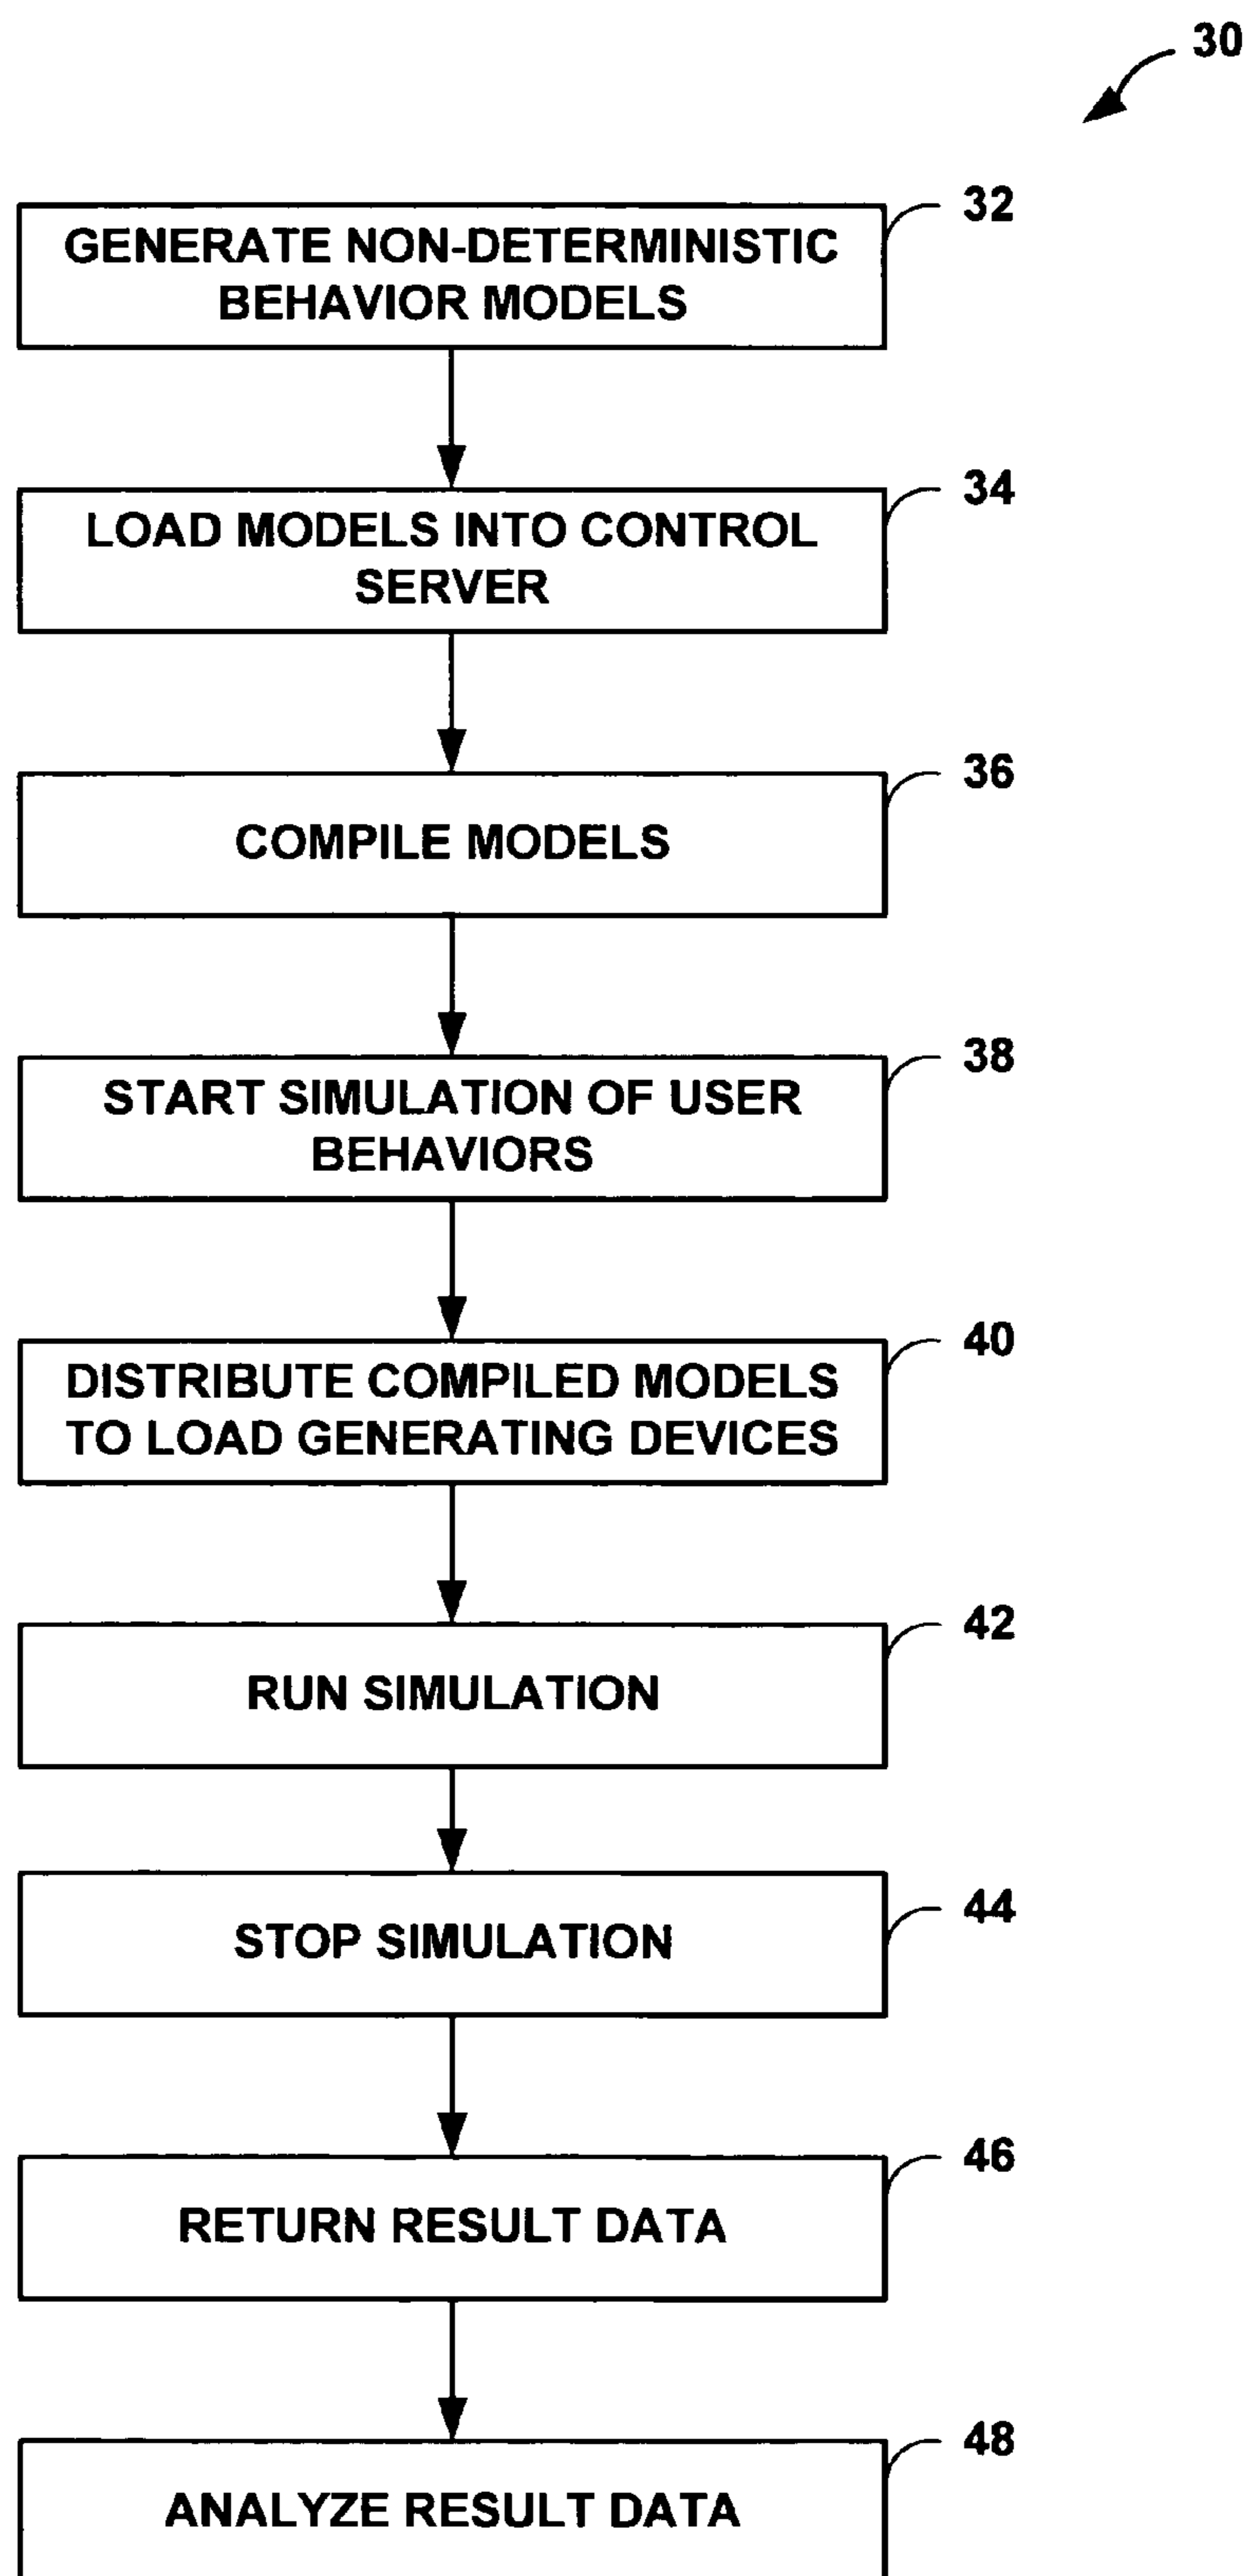 30
32
GENERATE NON-DETERMINISTIC
BEHAVIOR MODELS
34
LOAD MODELS INTO CONTROL
SERVER
36
COMPILE MODELS
38
START SIMULATION OF USER
BEHAVIORS
40
DISTRIBUTE COMPILED MODELS
TO LOAD GENERATING DEVICES
42
RUN SIMULATION
44
STOP SIMULATION
46
RETURN RESULT DATA
48
ANALYZE RESULT DATA